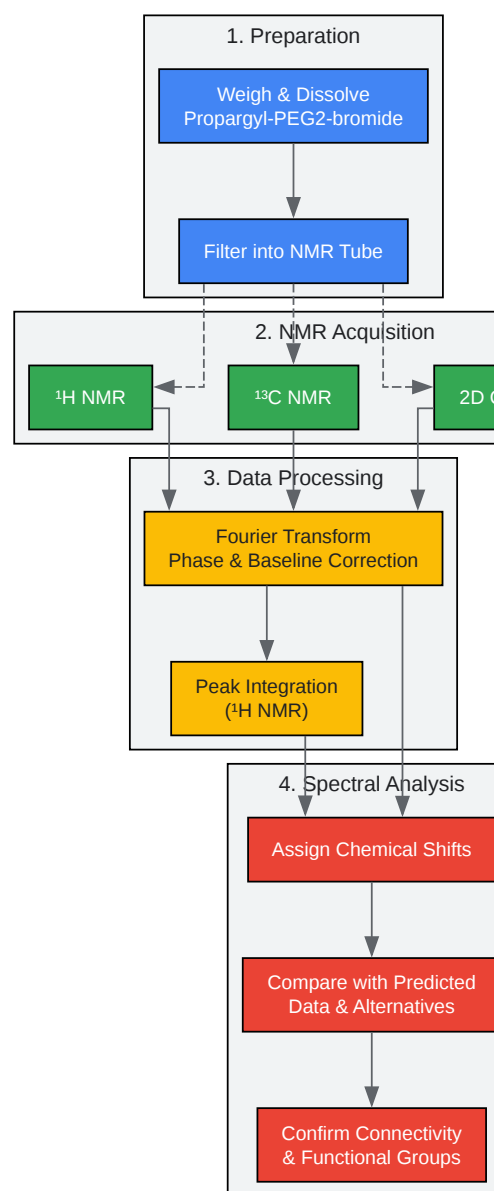 1. Preparation
Weigh & Dissolve
Propargyl-PEG2-bromide
Filter into NMR Tube
2. NMR Acquisition
¹H NMR
¹³C NMR
2D
3. Data Processing
Fourier Transform
Phase & Baseline Correction
Peak Integration
(¹H NMR)
4. Spectral Analysis
Assign Chemical Shifts
Compare with Predicted
Data & Alternatives
Confirm Connectivity
& Functional Groups